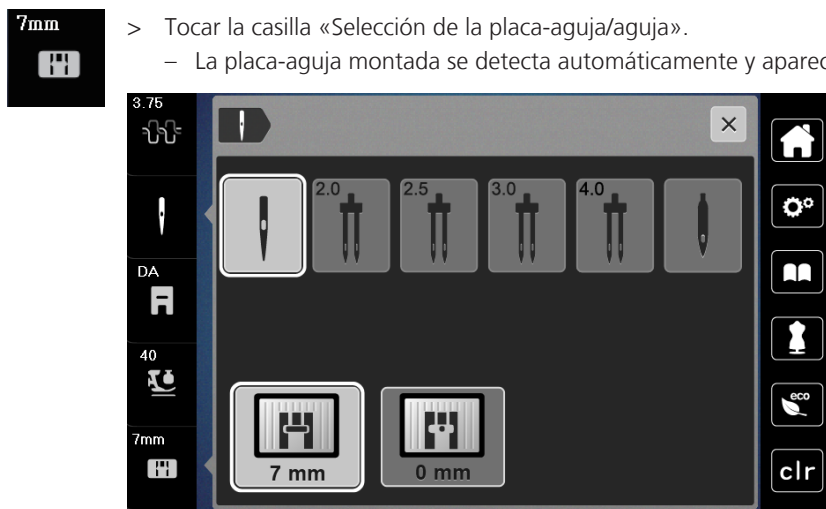 7mm
> Tocar la casilla «Selección de la placa-aguja/aguja».
– La placa-aguja montada se detecta automáticamente y aparec
3.75
2.0 2.5 3.0 4.0
DA
40
eco
7mm
7 mm 0 mm
clr